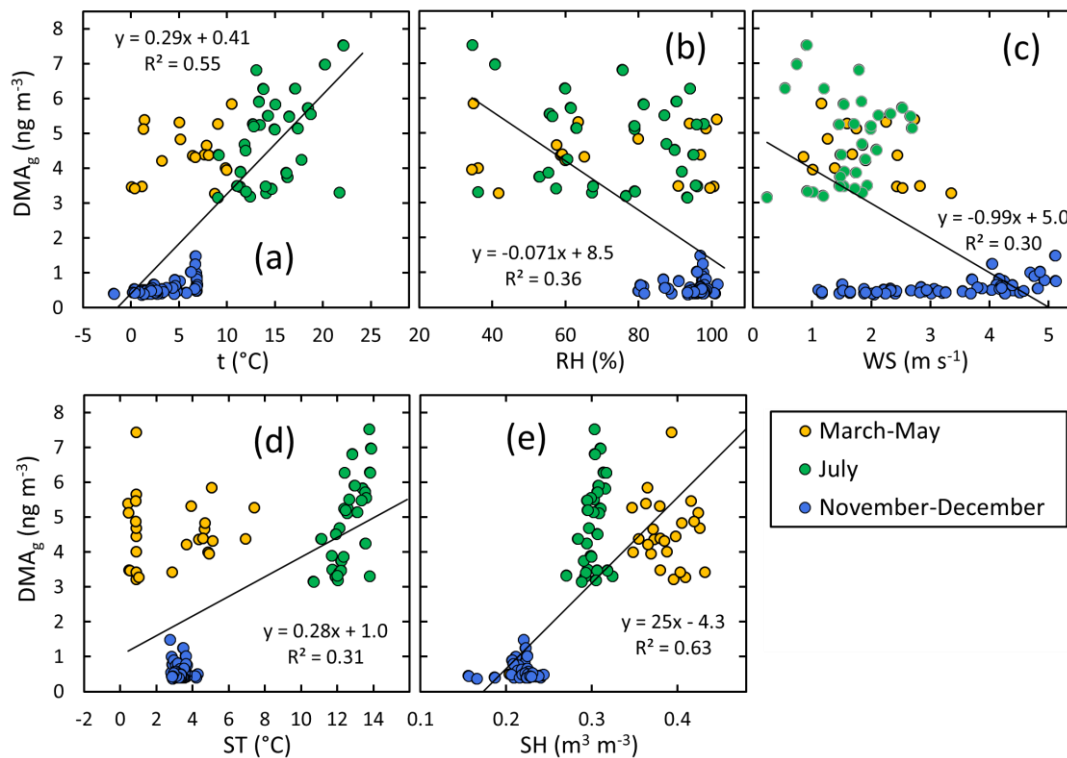 DMAg (ng m-3)
8
7
6
5
4
3
2
1
0
y = 0.29x + 0.41
R² = 0.55
(a)
-5 0 5 10 15 20 25
t (°C)
(b)
y = -0.071x + 8.5
R² = 0.36
20 40 60 80 100
RH (%)
(c)
y = -0.99x + 5.0
R² = 0.30
0 1 2 3 4 5
WS (m s-1)
DMAg (ng m-3)
8
7
6
5
4
3
2
1
0
(d)
y = 0.28x + 1.0
R² = 0.31
-2 0 2 4 6 8 10 12 14
ST (°C)
(e)
y = 25x - 4.3
R² = 0.63
0.1 0.2 0.3 0.4
SH (m³ m-3)
March-May
July
November-December